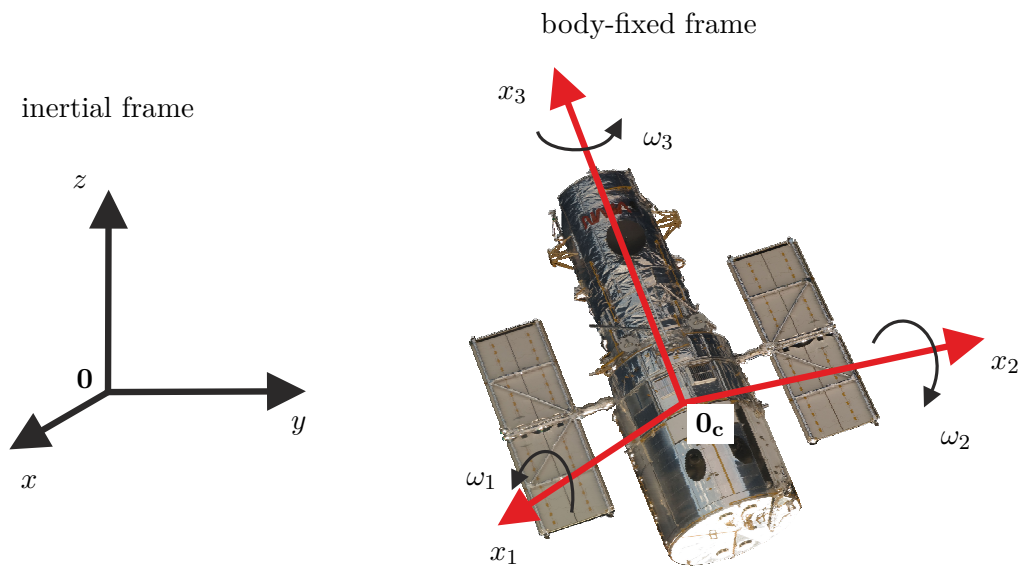 body-fixed frame
inertial frame
x₃
ω₃
z
0
y
x
x₂
0c
ω₂
ω₁
x₁